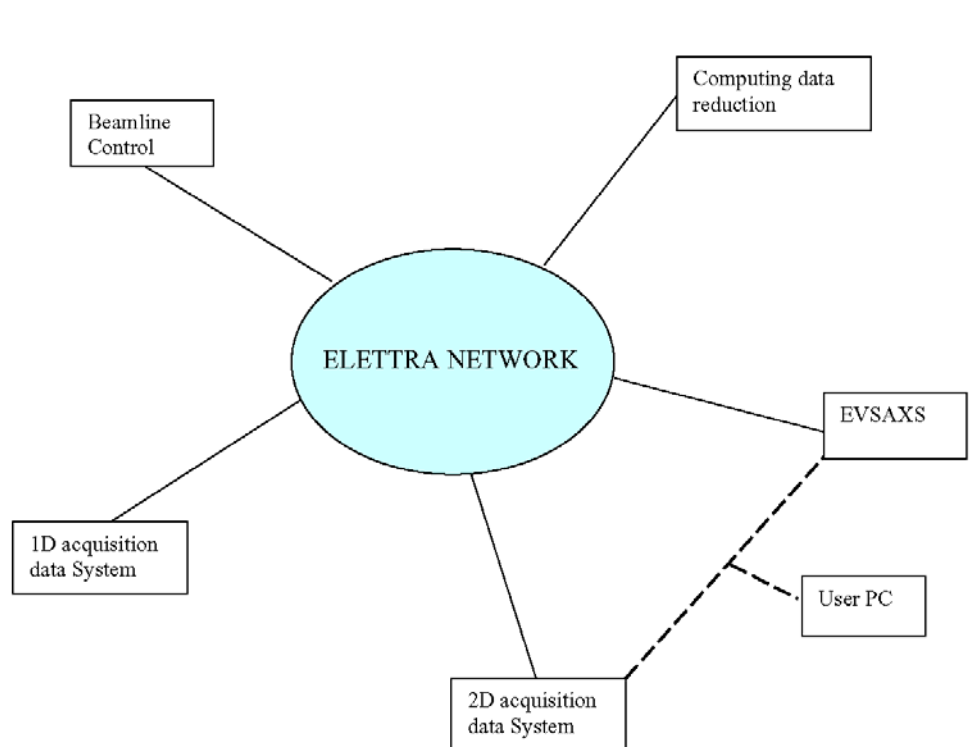 Computing data
reduction
Beamline
Control
ELETTRA NETWORK
EVSAXS
1D acquisition
data System
User PC
2D acquisition
data System